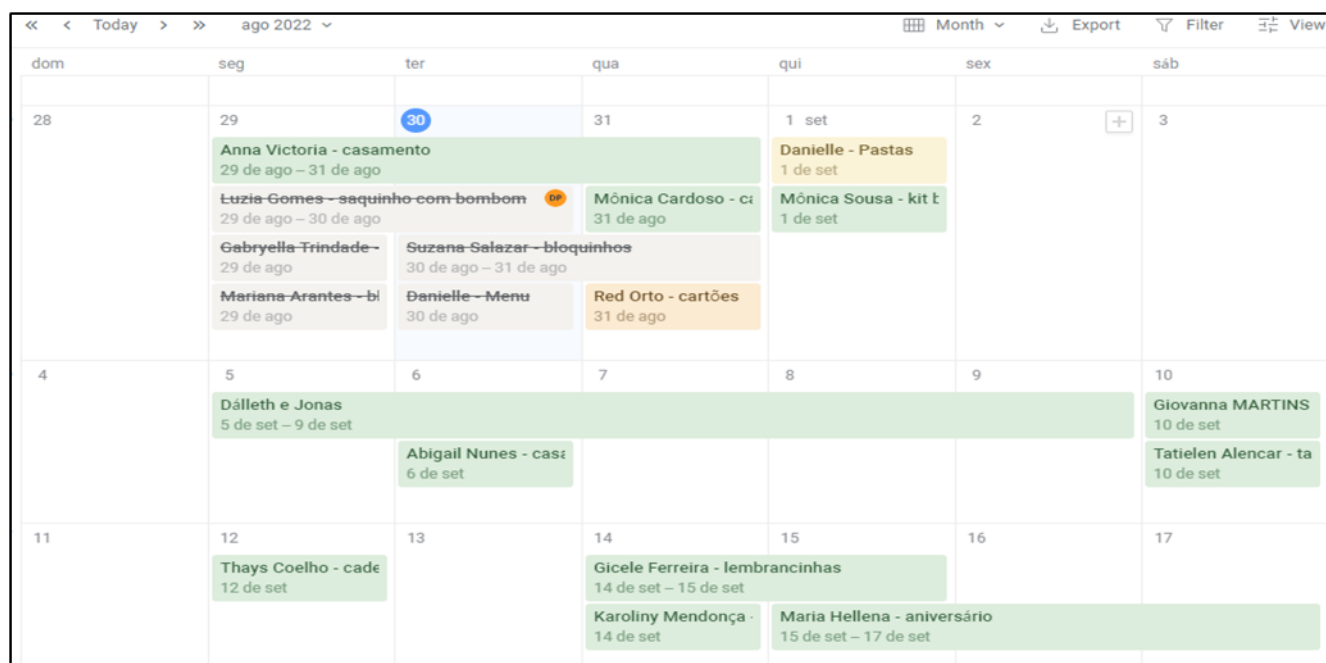 « ‹ Today › » ago 2022 Month Export Filter View
dom seg ter qua qui sex sáb
28 29 30 31 1 set 2 3
Anna Victoria - casamento Danielle - Pastas
29 de ago – 31 de ago 1 de set
Luzia Gomes - saquinho com bombom DP Mônica Cardoso - Mônica Sousa - kit
29 de ago – 30 de ago 31 de ago 1 de set
Gabryella Trindade - Suzana Salazar - bloquinhos
29 de ago 30 de ago – 31 de ago
Mariana Arantes - Danielle - Menu Red Orto - cartões
29 de ago 30 de ago 31 de ago
4 5 6 7 8 9 10
Dálleth e Jonas Giovanna MARTINS
5 de set – 9 de set 10 de set
Abigail Nunes - Tatielen Alencar - ta
6 de set 10 de set
11 12 13 14 15 16 17
Thays Coelho - cade Gicele Ferreira - lembrancinhas
12 de set 14 de set – 15 de set
Karoliny Mendonça - Maria Hellena - aniversário
14 de set 15 de set – 17 de set